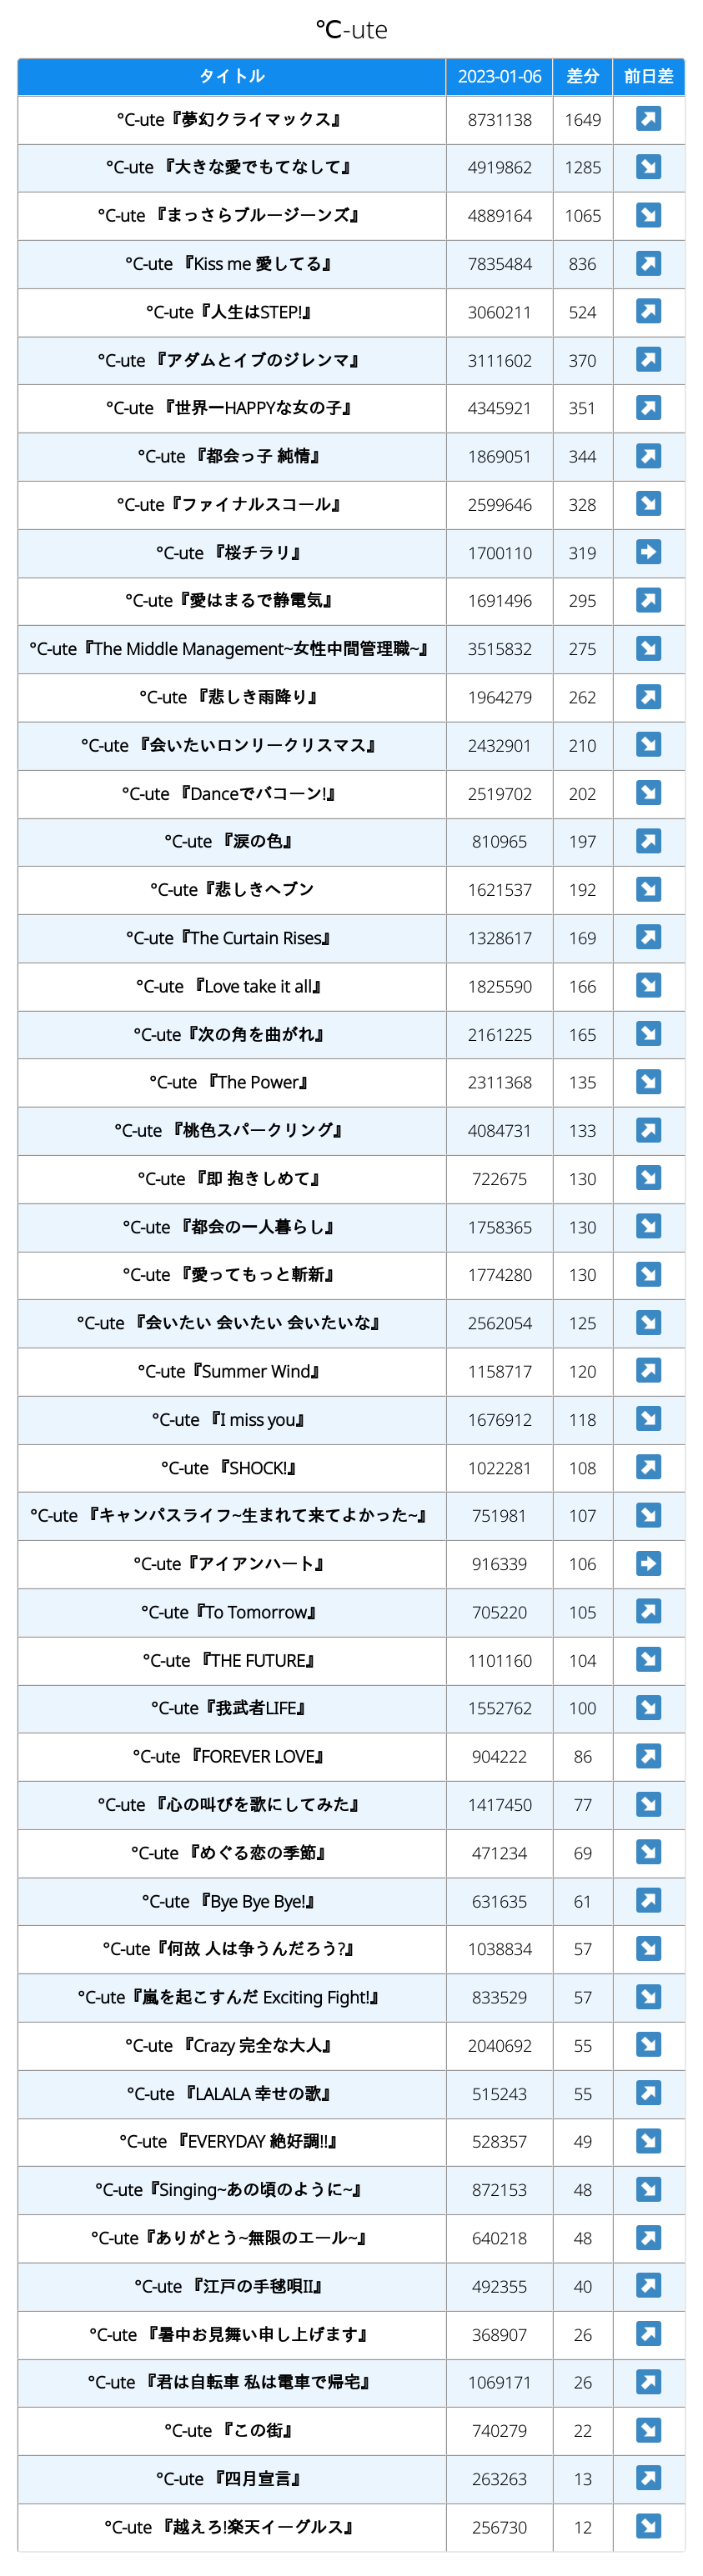 ℃-ute
タイトル 2023-01-06 差分 前日差
°C-ute『夢幻クライマックス』 8731138 1649 ↗
°C-ute 『大きな愛でもてなして』 4919862 1285 ↘
°C-ute 『まっさらブルージーンズ』 4889164 1065 ↘
°C-ute 『Kiss me 愛してる』 7835484 836 ↗
°C-ute『人生はSTEP!』 3060211 524 ↗
°C-ute 『アダムとイブのジレンマ』 3111602 370 ↗
°C-ute 『世界一HAPPYな女の子』 4345921 351 ↗
°C-ute 『都会っ子 純情』 1869051 344 ↗
°C-ute『ファイナルスコール』 2599646 328 ↘
°C-ute 『桜チラリ』 1700110 319 ➡
°C-ute『愛はまるで静電気』 1691496 295 ↗
°C-ute『The Middle Management~女性中間管理職~』 3515832 275 ↘
°C-ute 『悲しき雨降り』 1964279 262 ↗
°C-ute 『会いたいロンリークリスマス』 2432901 210 ↘
°C-ute 『Danceでバコーン!』 2519702 202 ↘
°C-ute 『涙の色』 810965 197 ↗
°C-ute『悲しきヘブン 1621537 192 ↘
°C-ute『The Curtain Rises』 1328617 169 ↗
°C-ute 『Love take it all』 1825590 166 ↘
°C-ute『次の角を曲がれ』 2161225 165 ↘
°C-ute 『The Power』 2311368 135 ↘
°C-ute 『桃色スパークリング』 4084731 133 ↗
°C-ute 『即 抱きしめて』 722675 130 ↘
°C-ute 『都会の一人暮らし』 1758365 130 ↘
°C-ute 『愛ってもっと斬新』 1774280 130 ↘
°C-ute 『会いたい 会いたい 会いたいな』 2562054 125 ↘
°C-ute『Summer Wind』 1158717 120 ↗
°C-ute 『I miss you』 1676912 118 ↘
°C-ute 『SHOCK!』 1022281 108 ↗
°C-ute 『キャンパスライフ~生まれて来てよかった~』 751981 107 ↘
°C-ute『アイアンハート』 916339 106 ➡
°C-ute『To Tomorrow』 705220 105 ↗
°C-ute 『THE FUTURE』 1101160 104 ↘
°C-ute『我武者LIFE』 1552762 100 ↘
°C-ute 『FOREVER LOVE』 904222 86 ↗
°C-ute 『心の叫びを歌にしてみた』 1417450 77 ↘
°C-ute 『めぐる恋の季節』 471234 69 ↘
°C-ute 『Bye Bye Bye!』 631635 61 ↗
°C-ute『何故 人は争うんだろう?』 1038834 57 ↘
°C-ute『嵐を起こすんだ Exciting Fight!』 833529 57 ↘
°C-ute 『Crazy 完全な大人』 2040692 55 ↘
°C-ute 『LALALA 幸せの歌』 515243 55 ↗
°C-ute 『EVERYDAY 絶好調!!』 528357 49 ↘
°C-ute『Singing~あの頃のように~』 872153 48 ↘
°C-ute『ありがとう~無限のエール~』 640218 48 ↗
°C-ute 『江戸の手毬唄II』 492355 40 ↗
°C-ute 『暑中お見舞い申し上げます』 368907 26 ↗
°C-ute 『君は自転車 私は電車で帰宅』 1069171 26 ↗
°C-ute 『この街』 740279 22 ↘
°C-ute 『四月宣言』 263263 13 ↗
°C-ute 『越えろ!楽天イーグルス』 256730 12 ↘